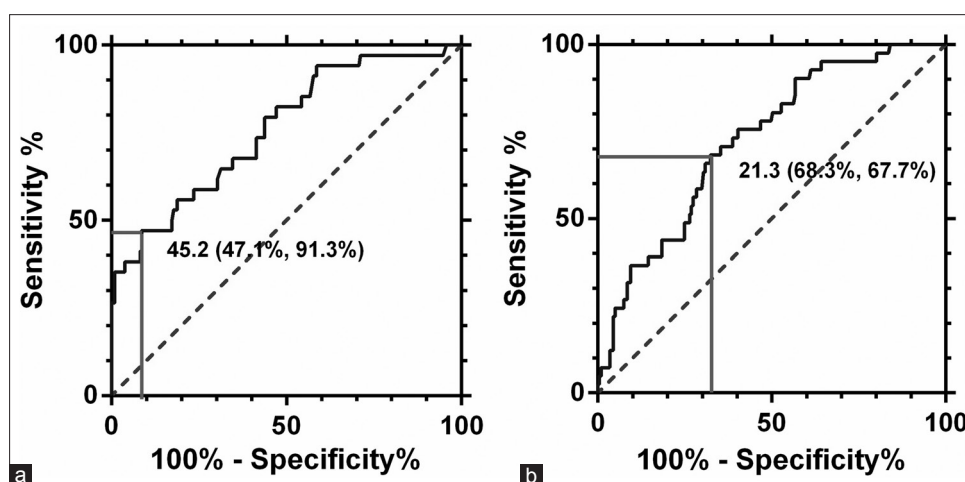 100
50
0
Sensitivity %
45.2 (47.1%, 91.3%)
0
50
100
100% - Specificity%
a
100
50
0
Sensitivity %
21.3 (68.3%, 67.7%)
0
50
100
100% - Specificity%
b